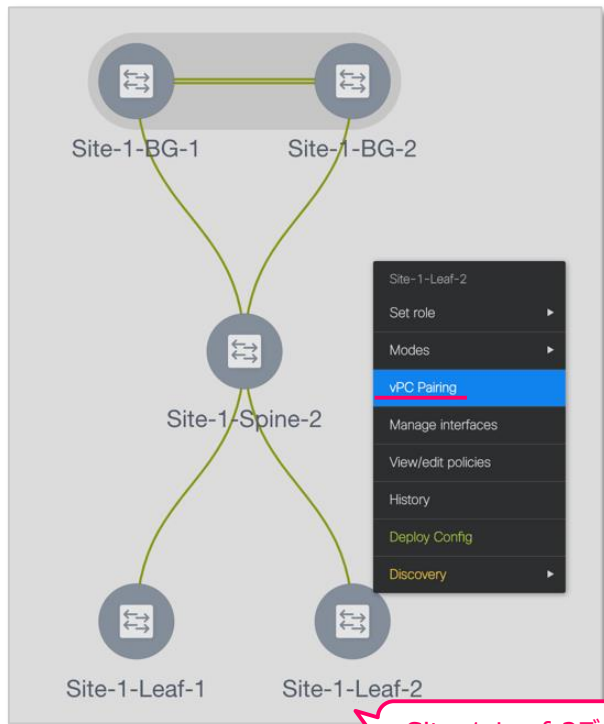 Site-1-BG-1
Site-1-BG-2
Site-1-Leaf-2
Set role
Modes
vPC Pairing
Manage interfaces
View/edit policies
History
Deploy Config
Discovery
Site-1-Spine-2
Site-1-Leaf-1
Site-1-Leaf-2